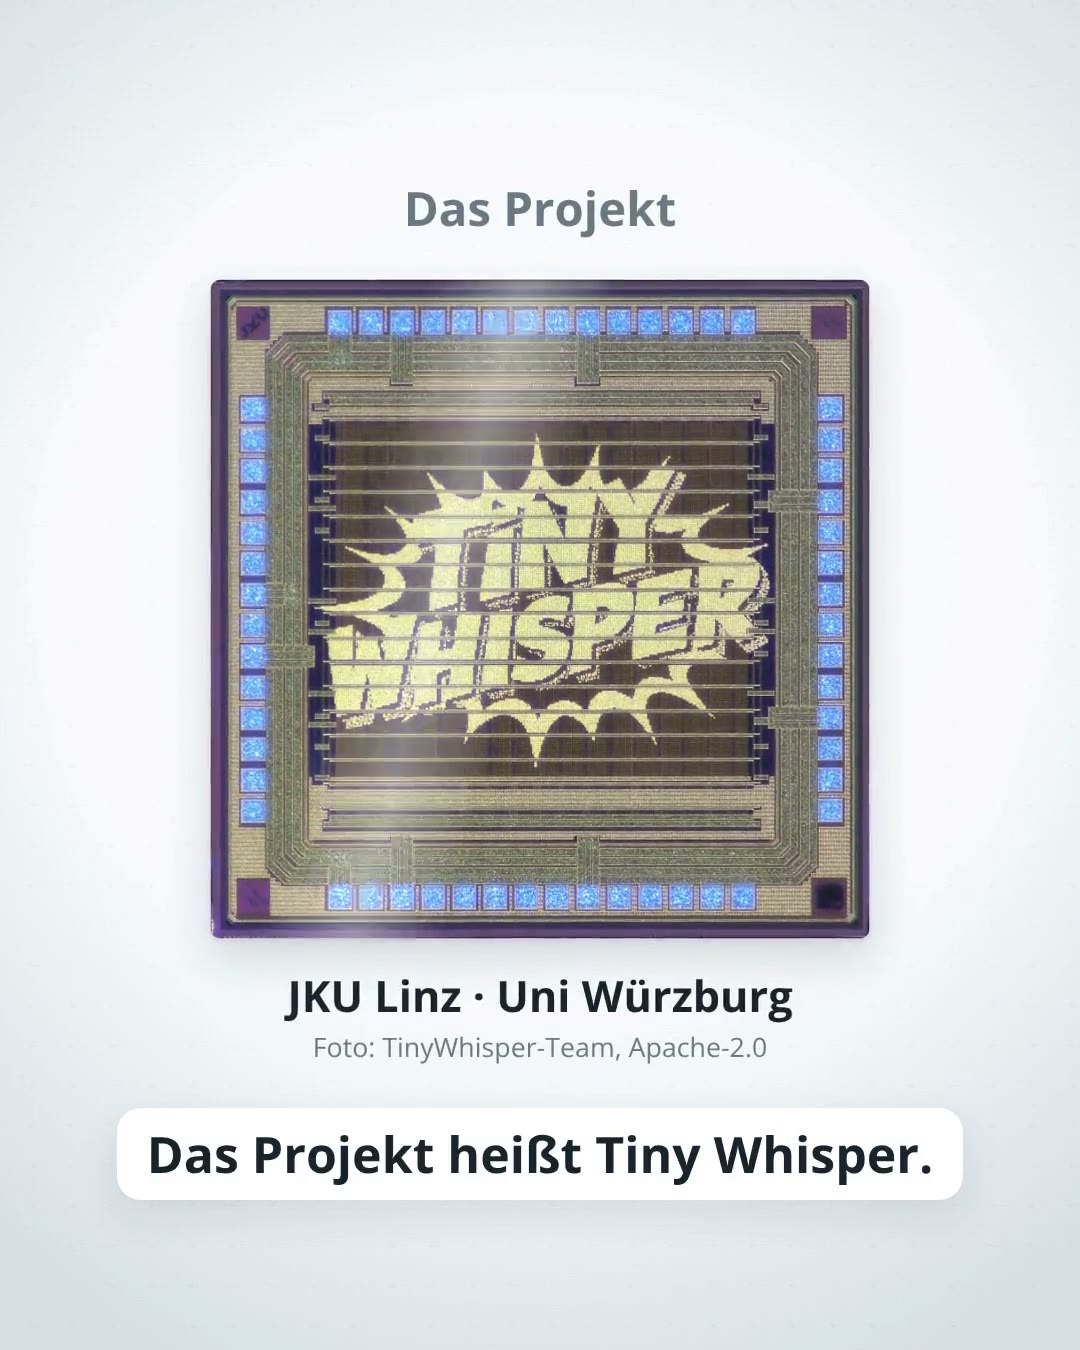 Das Projekt
JKU
TINY
WHISPER
JKU Linz · Uni Würzburg
Foto: TinyWhisper-Team, Apache-2.0
Das Projekt heißt Tiny Whisper.